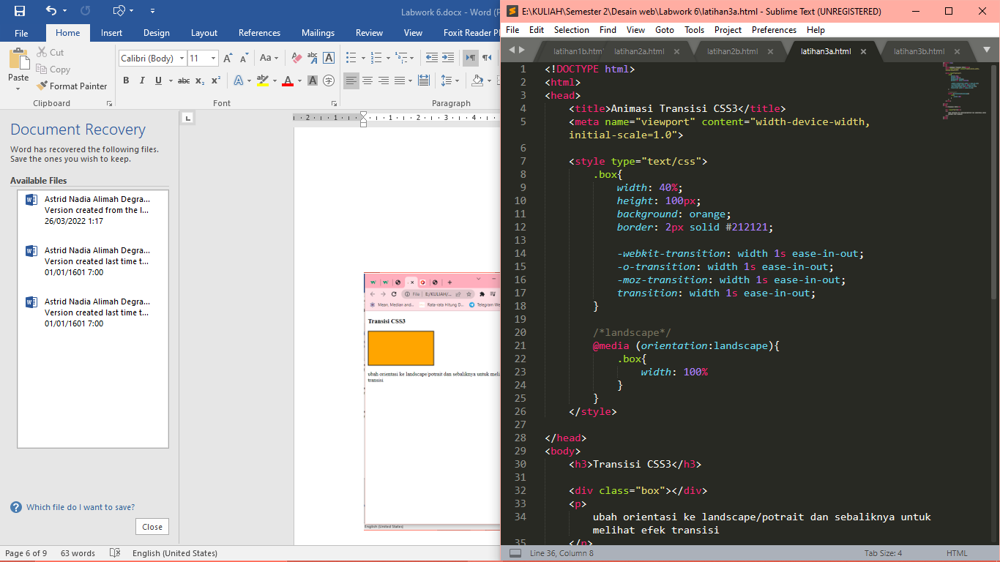 Labwork 6.docx - Word (P
File
Home
Insert
Design
Layout
References
Mailings
Review
View
Foxit Reader P
Paste
Cut
Copy
Format Painter
Clipboard
Calibri (Body)
11
Aa
B I U abc x₂ x²
Font
Paragraph
Document Recovery
Word has recovered the following files.
Save the ones you wish to keep.
Available Files
Astrid Nadia Alimah Degra...
Version created from the l...
26/03/2022 1:17
Astrid Nadia Alimah Degra...
Version created last time t...
01/01/1601 7:00
Astrid Nadia Alimah Degra...
Version created last time t...
01/01/1601 7:00
Which file do I want to save?
Close
2 1 1 2 3 4
File E:/KULIAH/...
Mean, Median and...
Rate-rata Hitung D...
Telegram We
Transisi CSS3
ubah orientasi ke landscape/potrait dan sebaliknya untuk meli
transisi
English (United States)
Page 6 of 9
63 words
English (United States)
E:\KULIAH\Semester 2\Desain web\Labwork 6\latihan3a.html - Sublime Text (UNREGISTERED)
File Edit Selection Find View Goto Tools Project Preferences Help
latihan1b.htm
latihan2a.html
latihan2b.html
latihan3a.html
latihan3b.html
1 <!DOCTYPE html>
2 <html>
3 <head>
4 <title>Animasi Transisi CSS3</title>
5 <meta name="viewport" content="width-device-width,
initial-scale=1.0">
6
7 <style type="text/css">
8 .box{
9 width: 40%;
10 height: 100px;
11 background: orange;
12 border: 2px solid #212121;
13
14 -webkit-transition: width 1s ease-in-out;
15 -o-transition: width 1s ease-in-out;
16 -moz-transition: width 1s ease-in-out;
17 transition: width 1s ease-in-out;
18 }
19
20 /*landscape*/
21 @media (orientation:landscape){
22 .box{
23 width: 100%
24 }
25 }
26 </style>
27
28 </head>
29 <body>
30 <h3>Transisi CSS3</h3>
31
32 <div class="box"></div>
33 <p>
34 ubah orientasi ke landscape/potrait dan sebaliknya untuk
melihat efek transisi
35 </p>
Line 36, Column 8
Tab Size: 4
HTML